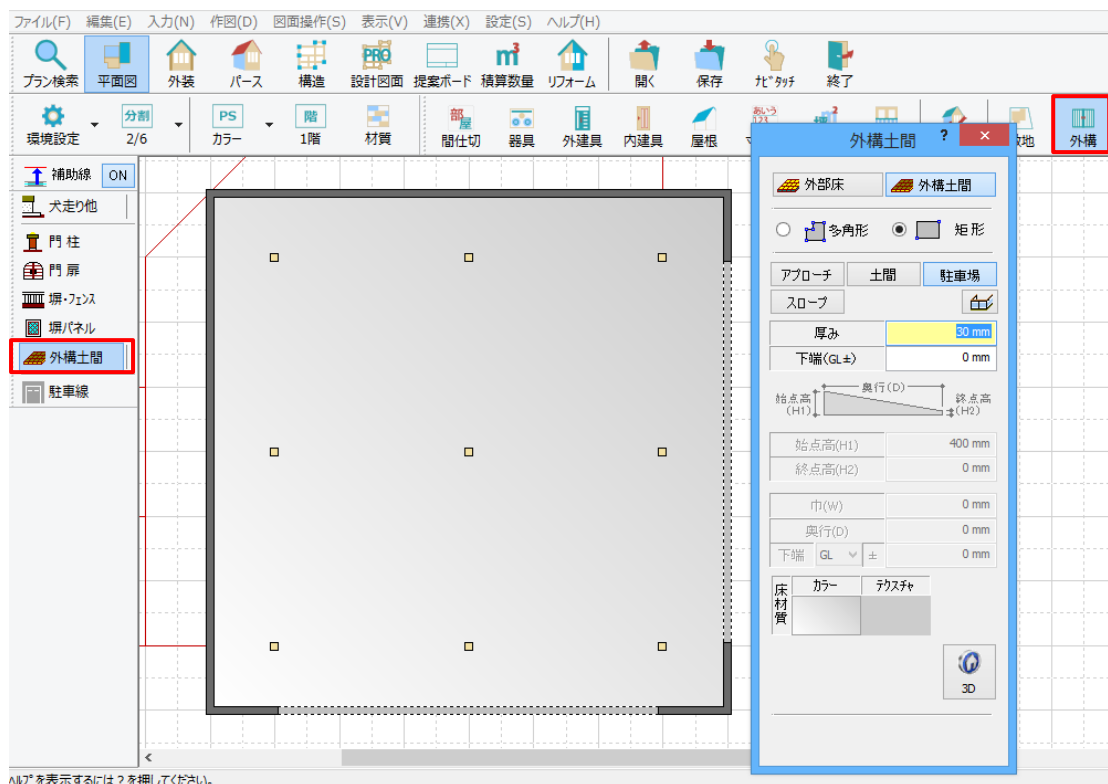 ファイル(F) 編集(E) 入力(N) 作図(D) 図面操作(S) 表示(V) 連携(X) 設定(S) ヘルプ(H)
PRO m³
プラン検索 平面図 外装 パース 構造 設計図面 提案ボード 積算数量 リフォーム 開く 保存 ナビタッチ 終了
分割 PS 階 部屋 あいう 123
環境設定 2/6 カラー 1階 材質 間仕切 器具 外建具 内建具 屋根 外構
補助線 ON
犬走り他
門柱
門扉
塀・フェンス
塀パネル
外構土間
駐車線
外構土間 ? ×
外部床 外構土間
多角形 矩形
アプローチ 土間 駐車場
スロープ
厚み 30 mm
下端(GL±) 0 mm
奥行(D)
始点高(H1) 終点高(H2)
始点高(H1) 400 mm
終点高(H2) 0 mm
巾(W) 0 mm
奥行(D) 0 mm
下端 GL ± 0 mm
床材質 カラー テクスチャ
3D
ヘルプを表示するには？を押してください。